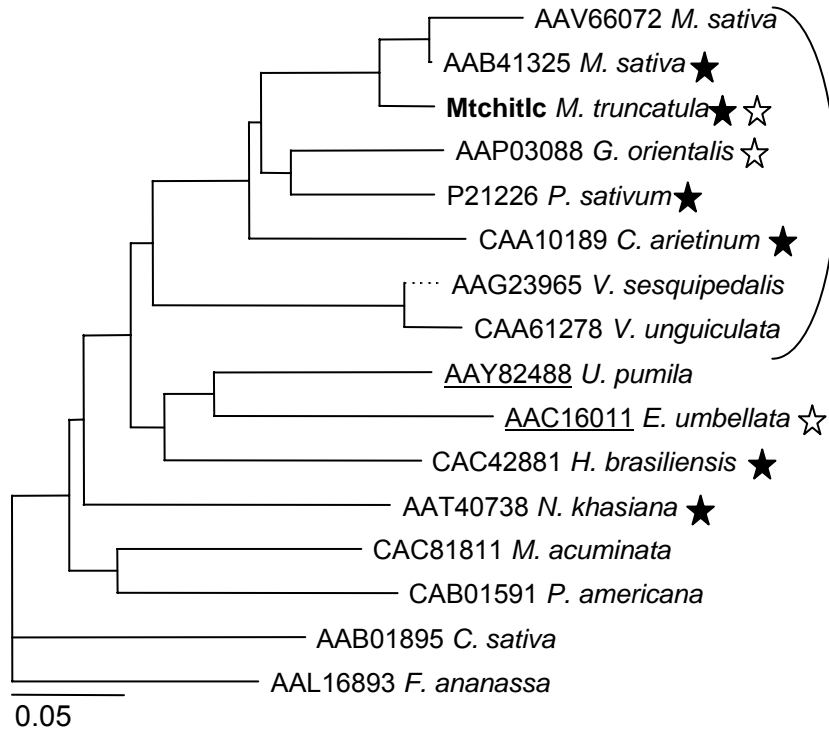 AAV66072 M. sativa
AAB41325 M. sativa
MtchitIc M. truncatula
AAP03088 G. orientalis
P21226 P. sativum
CAA10189 C. arietinum
AAG23965 V. sesquipedalis
CAA61278 V. unguiculata
AAY82488 U. pumila
AAC16011 E. umbellata
CAC42881 H. brasiliensis
AAT40738 N. khasiana
CAC81811 M. acuminata
CAB01591 P. americana
AAB01895 C. sativa
AAL16893 F. ananassa
0.05